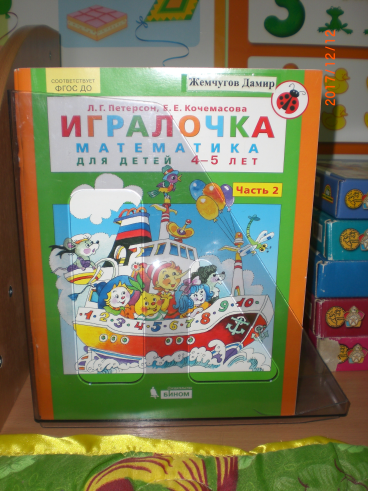 СООТВЕТСТВУЕТ
ФГОС ДО
Жемчугов Дамир
Л. Г. Петерсон, Е. Е. Кочемасова
ИГРАЛОЧКА
МАТЕМАТИКА
ДЛЯ ДЕТЕЙ 4–5 ЛЕТ
Часть 2
1 2 3 4 5 6 7 8 9 10
БИНОМ
2017/12/12